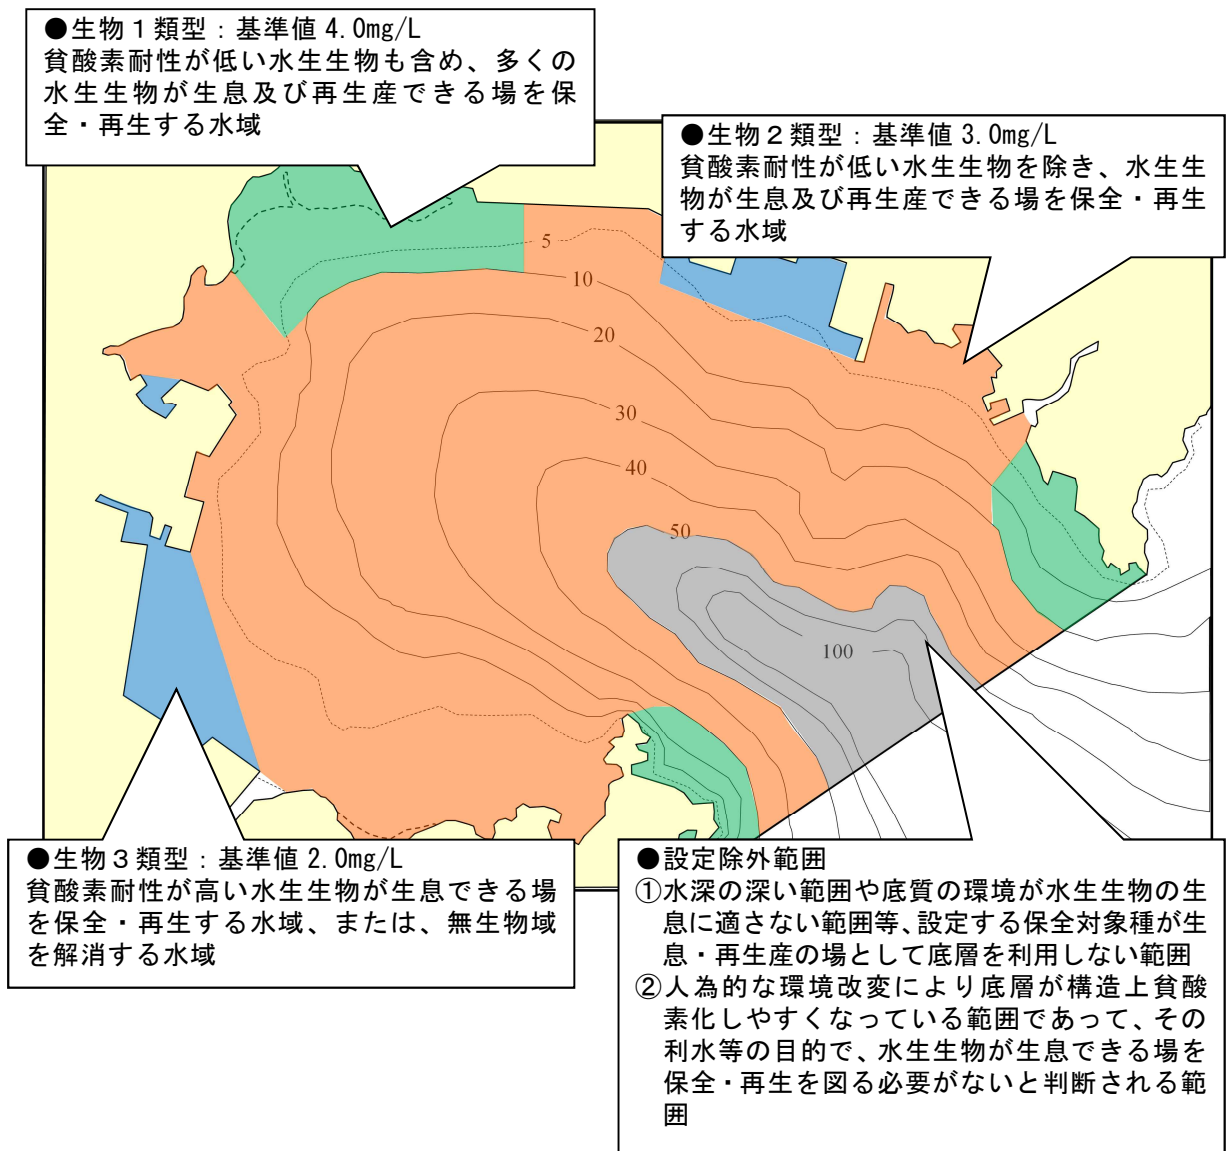 ●生物１類型：基準値 4.0mg/L
貧酸素耐性が低い水生生物も含め、多くの
水生生物が生息及び再生産できる場を保
全・再生する水域
●生物２類型：基準値 3.0mg/L
貧酸素耐性が低い水生生物を除き、水生生
物が生息及び再生産できる場を保全・再生
する水域
5
10
20
30
40
50
100
●生物３類型：基準値 2.0mg/L
貧酸素耐性が高い水生生物が生息できる場
を保全・再生する水域、または、無生物域
を解消する水域
●設定除外範囲
①水深の深い範囲や底質の環境が水生生物の生
息に適さない範囲等、設定する保全対象種が生
息・再生産の場として底層を利用しない範囲
②人為的な環境改変により底層が構造上貧酸
素化しやすくなっている範囲であって、その
利水等の目的で、水生生物が生息できる場を
保全・再生を図る必要がないと判断される範
囲